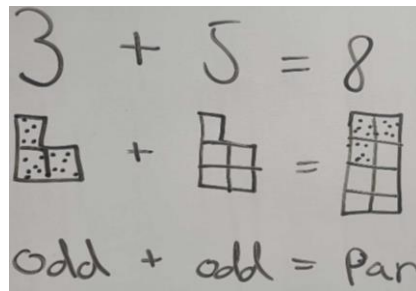 3 + 5 = 8
+ =
odd + odd = par